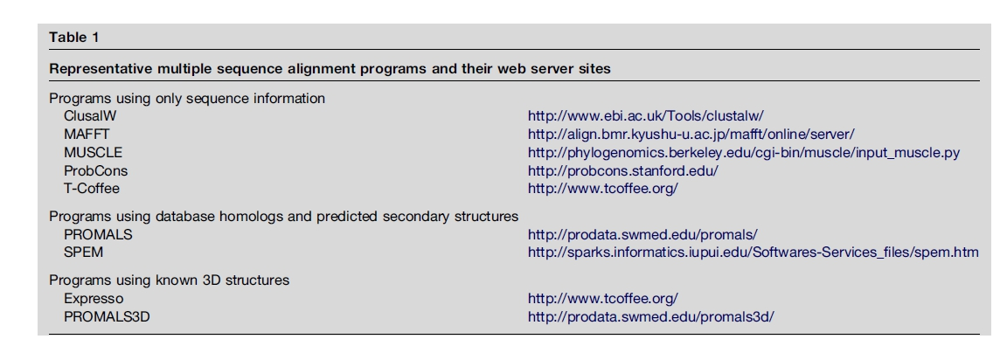 Table 1
Representative multiple sequence alignment programs and their web server sites
Programs using only sequence information
ClusalW http://www.ebi.ac.uk/Tools/clustalw/
MAFFT http://align.bmr.kyushu-u.ac.jp/mafft/online/server/
MUSCLE http://phylogenomics.berkeley.edu/cgi-bin/muscle/input_muscle.py
ProbCons http://probcons.stanford.edu/
T-Coffee http://www.tcoffee.org/
Programs using database homologs and predicted secondary structures
PROMALS http://prodata.swmed.edu/promals/
SPEM http://sparks.informatics.iupui.edu/Softwares-Services_files/spem.htm
Programs using known 3D structures
Expresso http://www.tcoffee.org/
PROMALS3D http://prodata.swmed.edu/promals3d/